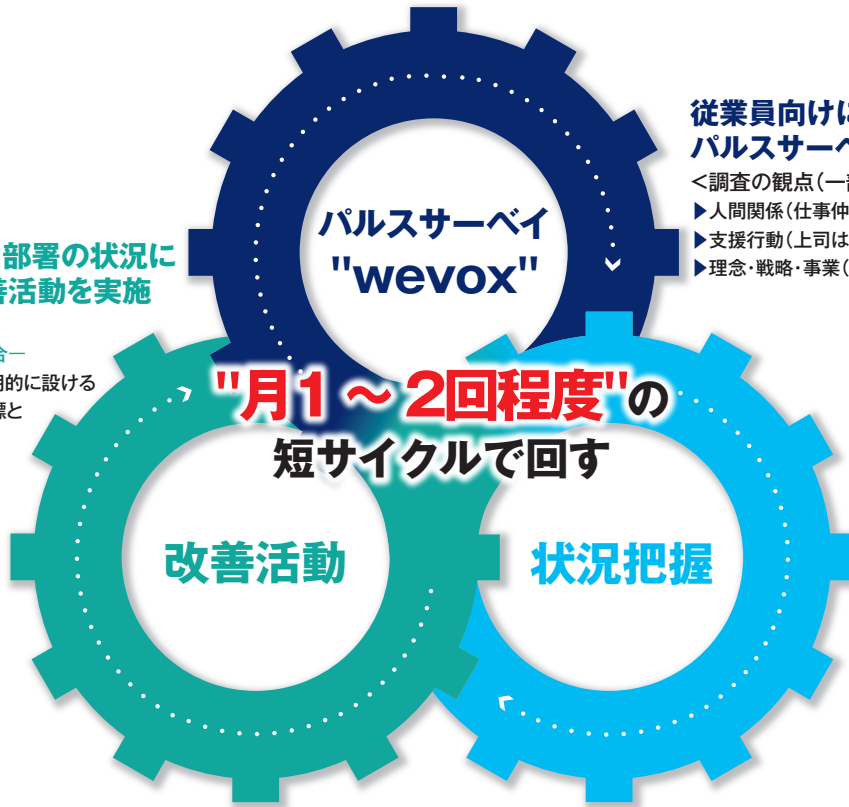 従業員向けに
パルスサーベ
<調査の観点(一部
▶人間関係(仕事仲
▶支援行動(上司は
▶理念・戦略・事業(
パルスサーベイ
"wevox"
部署の状況に
善活動を実施
合―
期的に設ける
標と
"月1～2回程度"の
短サイクルで回す
改善活動
状況把握